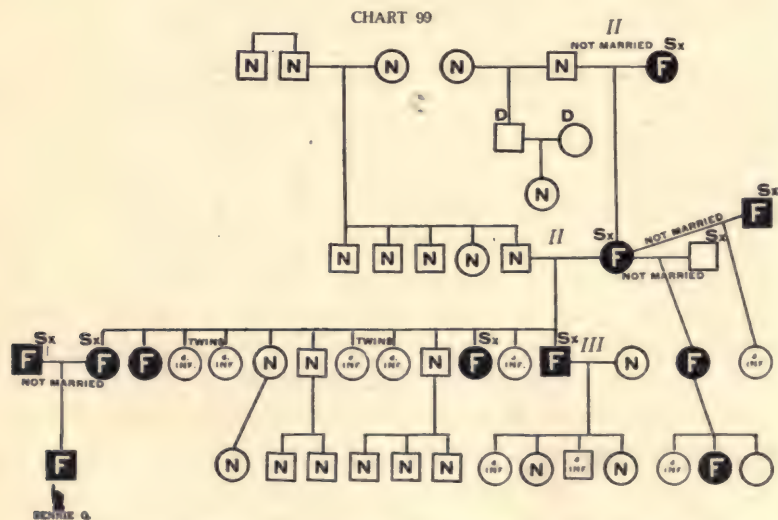 CHART 99
II
NOT MARRIED Sx
N N N N N F
D D
N
Sx
F
NOT MARRIED
Sx Sx
II
N N N N N F
NOT MARRIED
Sx Sx TWINS TWINS Sx Sx
F F F d. INF. d. INF. N N d. INF. d. INF. N F d. INF. F III N F d. INF.
NOT MARRIED
F N N N N N N d. INF. N d. INF. N d. INF. F
BENNIE Q.